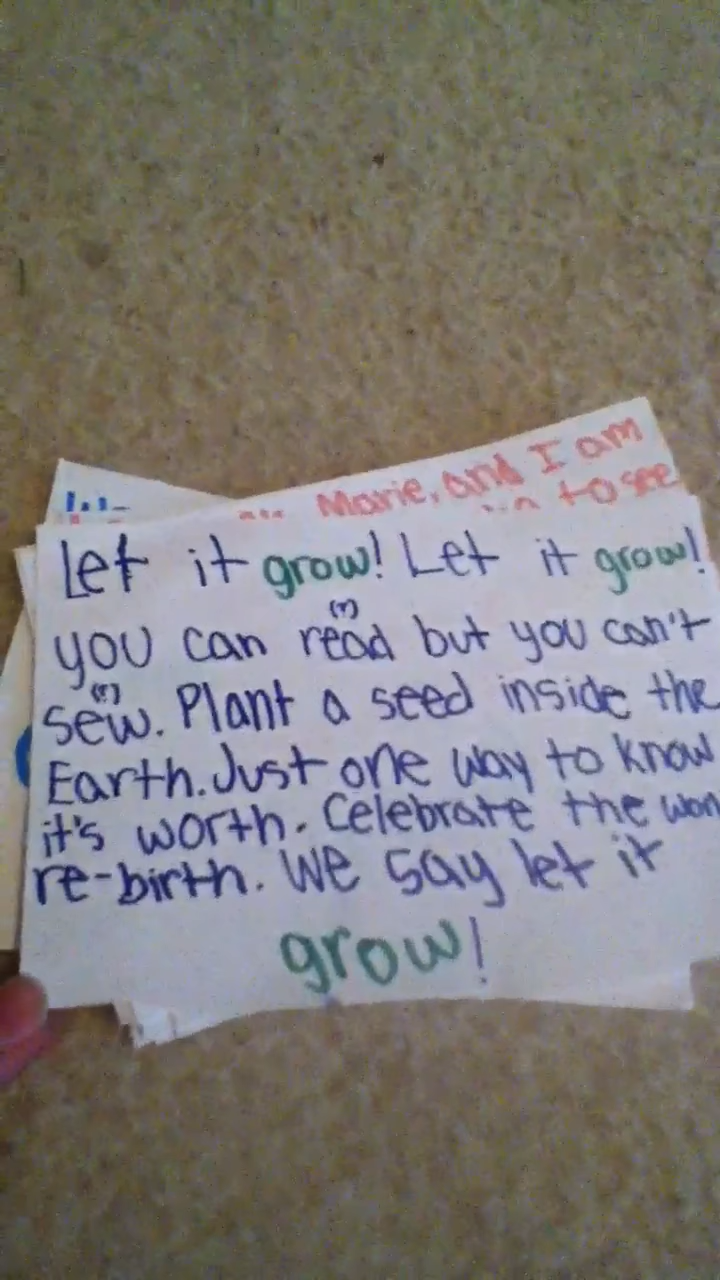 Marie, and I am
to see
Let it grow! Let it grow!
you can read but you can't
sew. Plant a seed inside the
Earth. Just one way to know
it's worth. Celebrate the
re-birth. We say let it
grow!